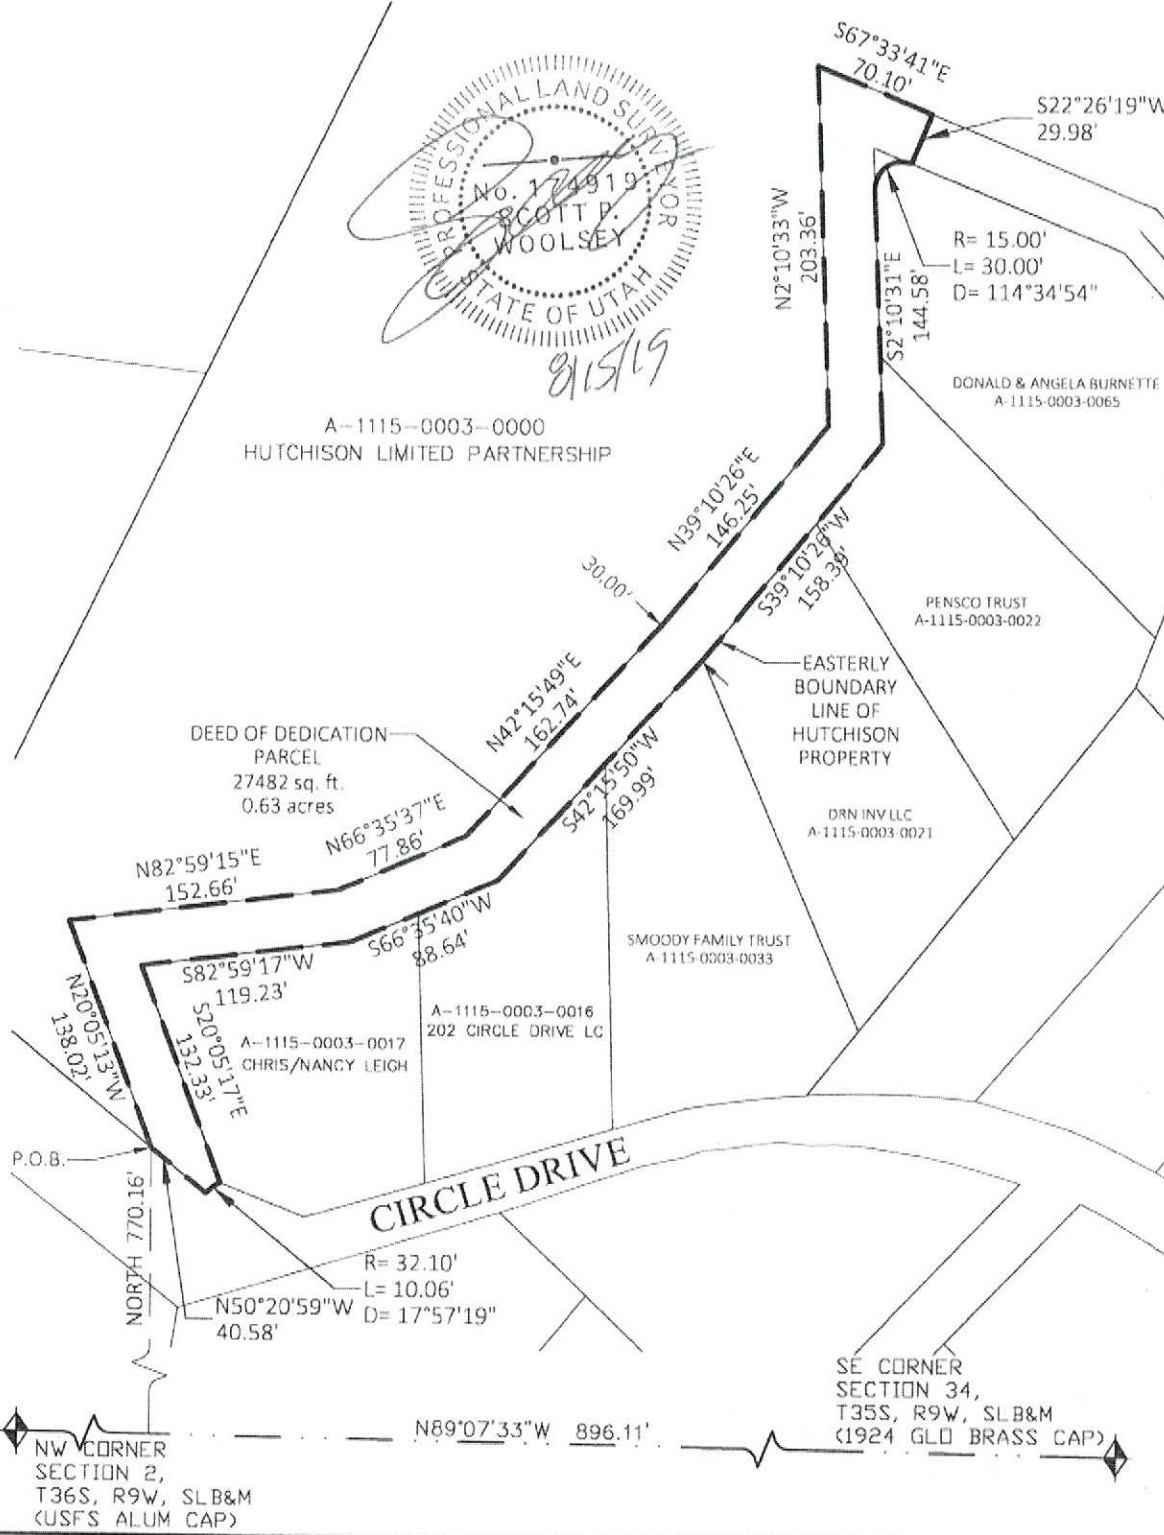 S67°33'41"E
70.10'
S22°26'19"W
29.98'
PROFESSIONAL LAND SURVEYOR
No. 174919
SCOTT P.
WOOLSEY
STATE OF UTAH
8/15/19
N2°10'33"W
203.36'
R= 15.00'
L= 30.00'
D= 114°34'54"
S2°10'31"E
144.58'
DONALD & ANGELA BURNETTE
A-1115-0003-0065
A-1115-0003-0000
HUTCHISON LIMITED PARTNERSHIP
N39°10'26"E
146.25'
30.00'
S39°10'26"W
158.39'
PENSCO TRUST
A-1115-0003-0022
EASTERLY
BOUNDARY
LINE OF
HUTCHISON
PROPERTY
N42°15'49"E
162.74'
DEED OF DEDICATION
PARCEL
27482 sq. ft.
0.63 acres
S42°15'50"W
169.99'
DRN INV LLC
A-1115-0003-0021
N66°35'37"E
77.86'
N82°59'15"E
152.66'
S66°35'40"W
88.64'
SMOODY FAMILY TRUST
A-1115-0003-0033
S82°59'17"W
119.23'
N20°05'13"W
138.02'
S20°05'17"E
132.33'
A-1115-0003-0016
202 CIRCLE DRIVE LC
A-1115-0003-0017
CHRIS/NANCY LEIGH
P.O.B.
CIRCLE DRIVE
NORTH 770.16'
R= 32.10'
L= 10.06'
D= 17°57'19"
N50°20'59"W
40.58'
SE CORNER
SECTION 34,
T35S, R9W, SLB&M
(1924 GLO BRASS CAP)
N89°07'33"W 896.11'
NW CORNER
SECTION 2,
T36S, R9W, SLB&M
(USFS ALUM CAP)